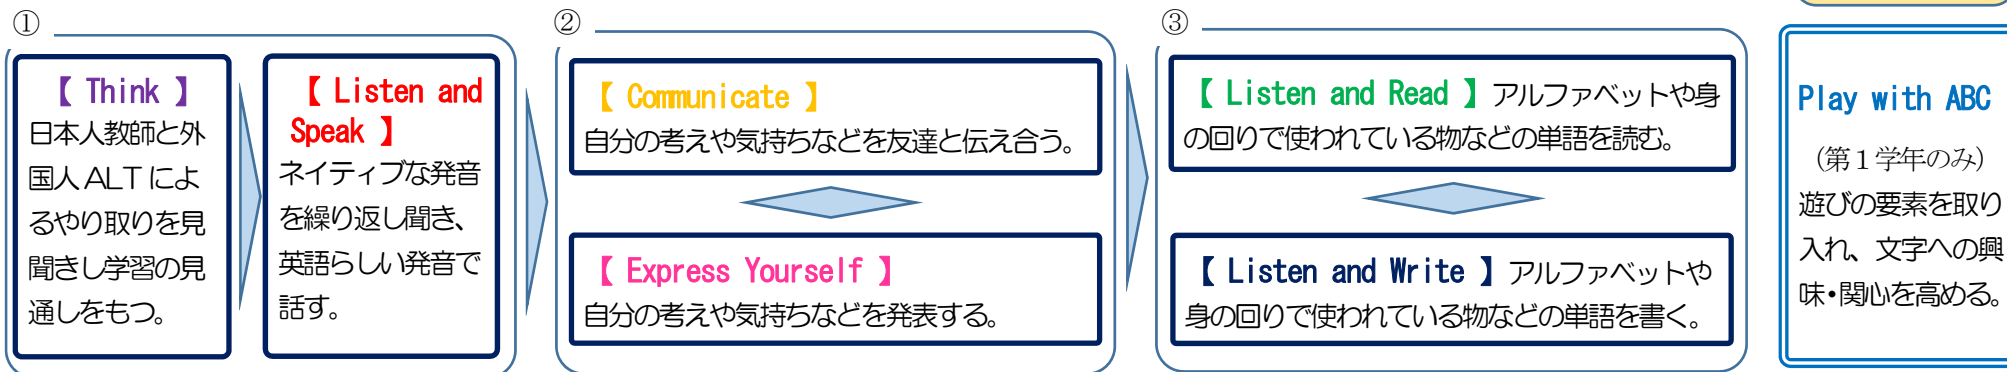 ①
【 Think 】
日本人教師と外
国人ALTによ
るやり取りを見
聞きし学習の見
通しをもつ。
【 Listen and
Speak 】
ネイティブな発音
を繰り返し聞き、
英語らしい発音で
話す。
②
【 Communicate 】
自分の考えや気持ちなどを友達と伝え合う。
【 Express Yourself 】
自分の考えや気持ちなどを発表する。
③
【 Listen and Read 】アルファベットや身
の回りで使われている物などの単語を読む。
【 Listen and Write 】アルファベットや
身の回りで使われている物などの単語を書く。
Play with ABC
（第１学年のみ）
遊びの要素を取り
入れ、文字への興
味・関心を高める。